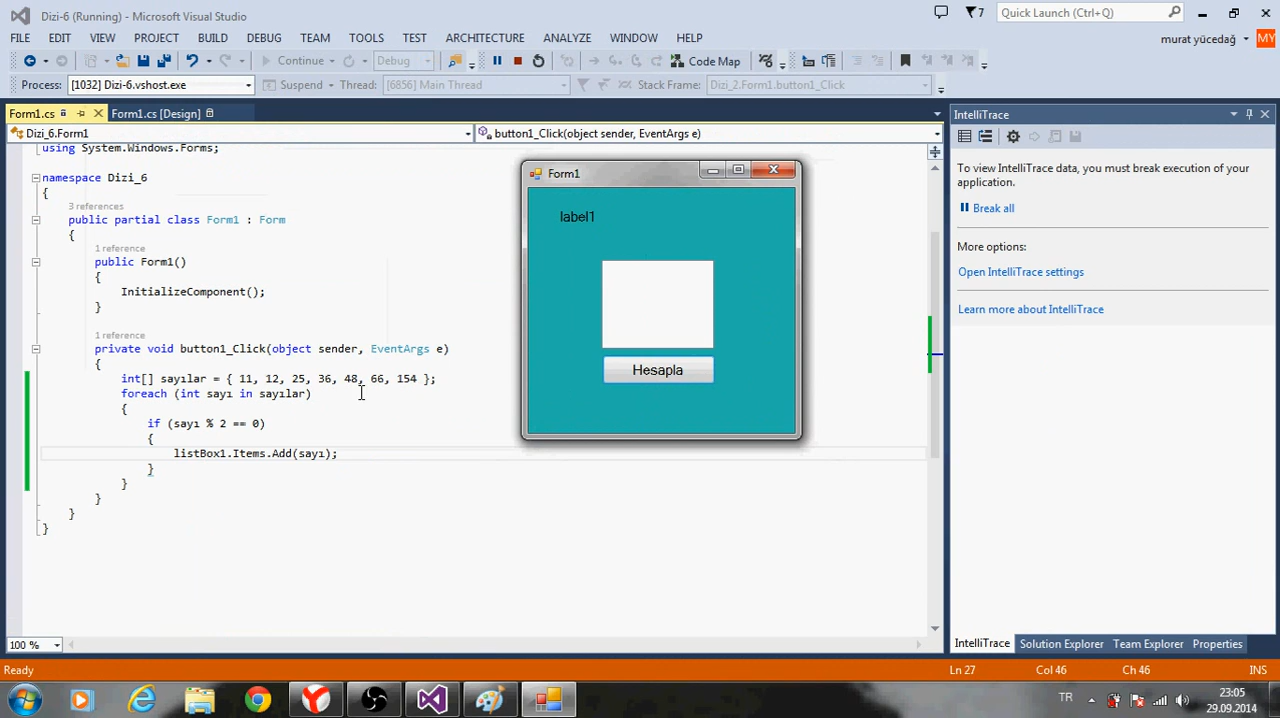 Dizi-6 (Running) - Microsoft Visual Studio
7
Quick Launch (Ctrl+Q)
FILE EDIT VIEW PROJECT BUILD DEBUG TEAM TOOLS TEST ARCHITECTURE ANALYZE WINDOW HELP
murat yücedağ
MY
Continue
Debug
Code Map
Process: [1032] Dizi-6.vshost.exe
Suspend
Thread: [6856] Main Thread
Stack Frame: Dizi_2.Form1.button1_Click
Form1.cs
Form1.cs [Design]
Dizi_6.Form1
button1_Click(object sender, EventArgs e)
using System.Windows.Forms;
namespace Dizi_6
{
3 references
public partial class Form1 : Form
{
1 reference
public Form1()
{
InitializeComponent();
}
1 reference
private void button1_Click(object sender, EventArgs e)
{
int[] sayılar = { 11, 12, 25, 36, 48, 66, 154 };
foreach (int sayı in sayılar)
{
if (sayı % 2 == 0)
{
listBox1.Items.Add(sayı);
}
}
}
}
}
Form1
label1
Hesapla
IntelliTrace
To view IntelliTrace data, you must break execution of your
application.
Break all
More options:
Open IntelliTrace settings
Learn more about IntelliTrace
100 %
IntelliTrace Solution Explorer Team Explorer Properties
Ready
Ln 27
Col 46
Ch 46
INS
TR
23:05
29.09.2014